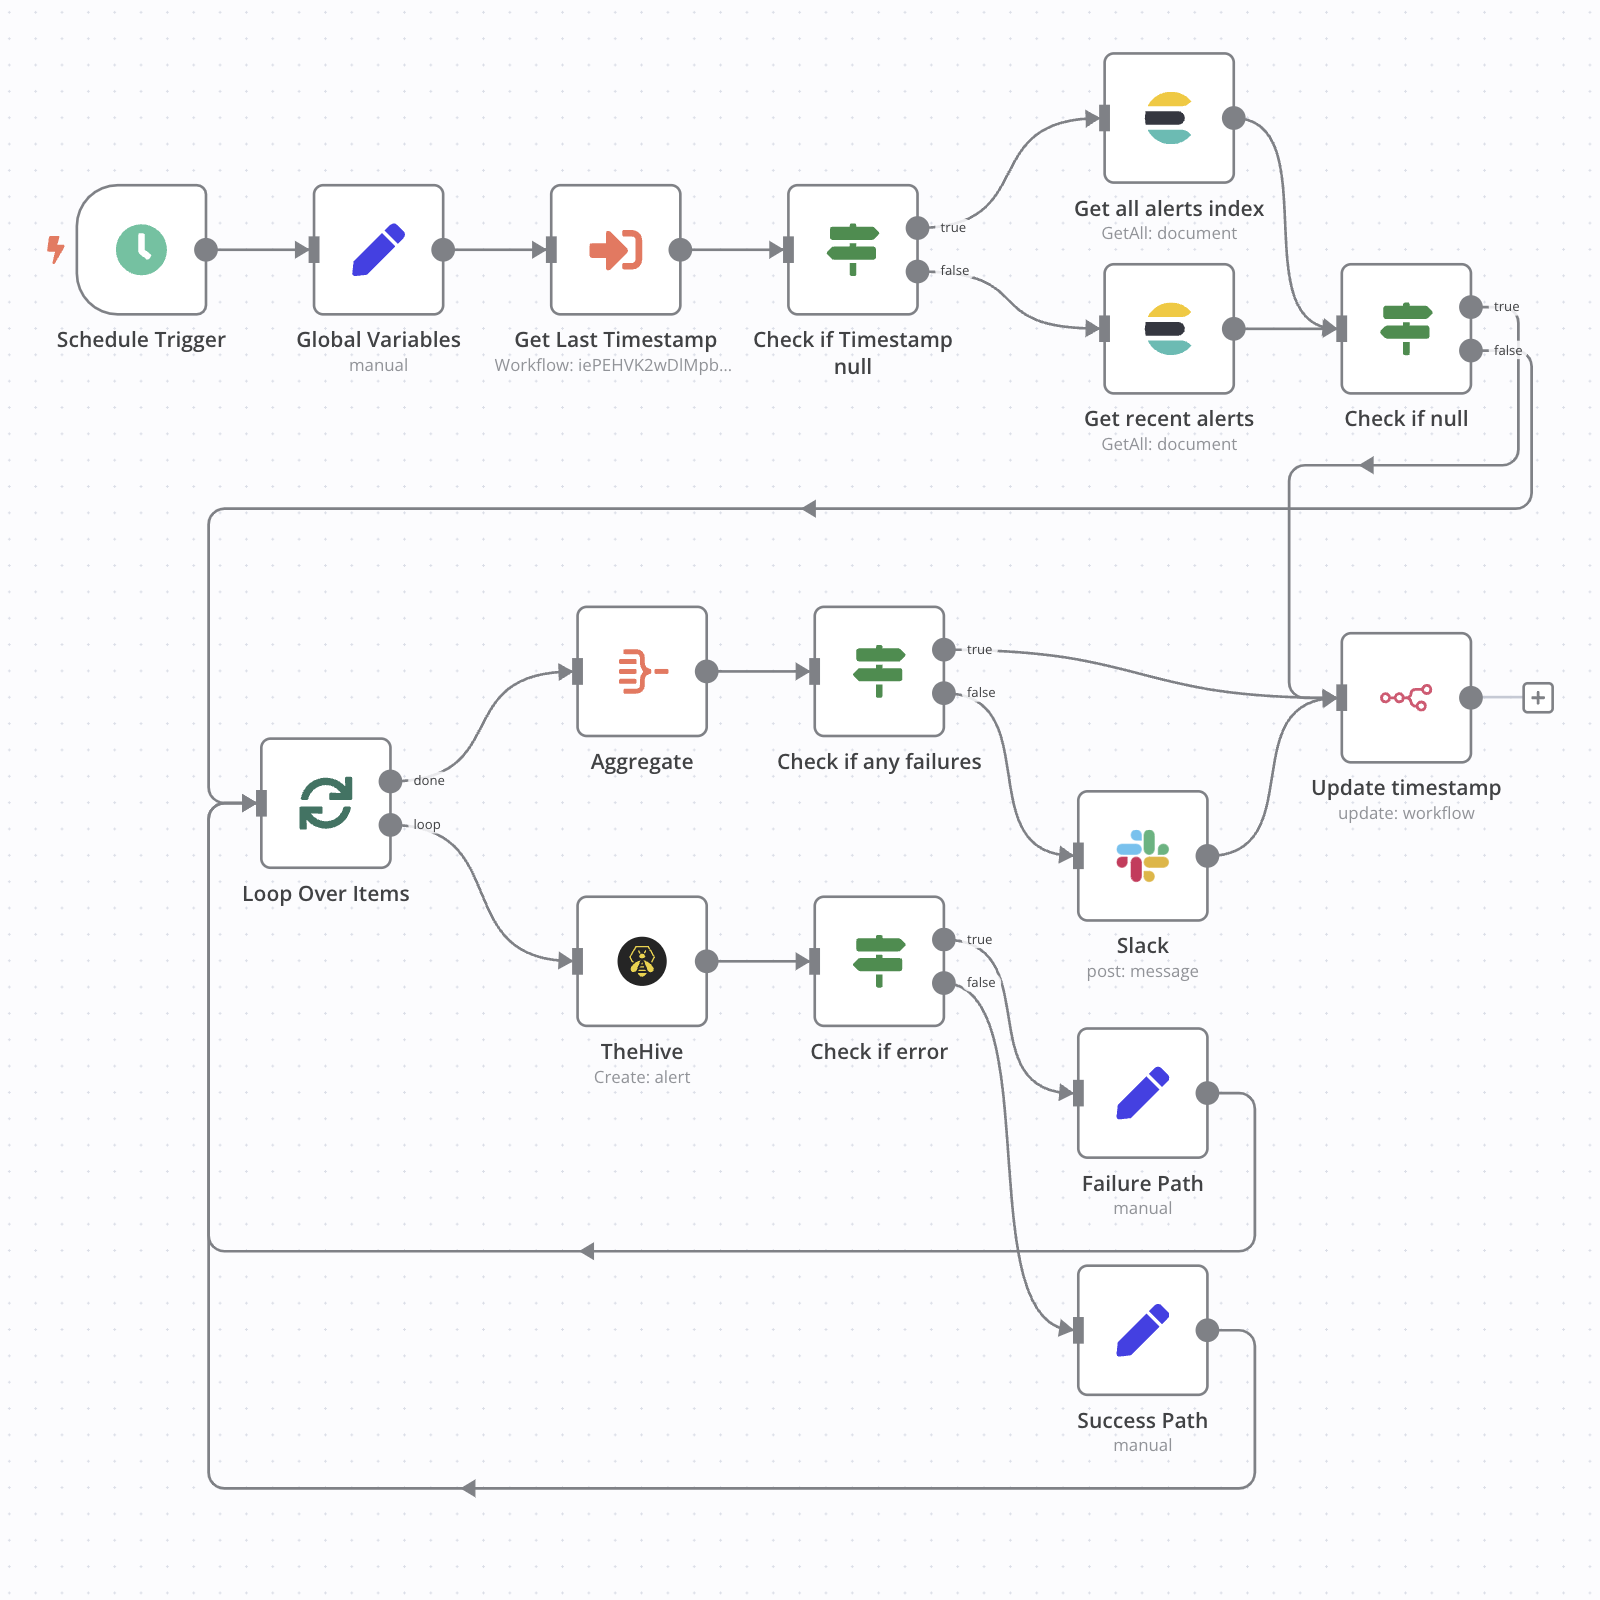 Get all alerts index
GetAll: document
true
false
Schedule Trigger
Global Variables
manual
Get Last Timestamp
Workflow: iePEHVK2wDlMpb...
Check if Timestamp
null
Get recent alerts
GetAll: document
true
false
Check if null
Aggregate
true
false
Check if any failures
Update timestamp
update: workflow
done
loop
Loop Over Items
Slack
post: message
TheHive
Create: alert
true
false
Check if error
Failure Path
manual
Success Path
manual